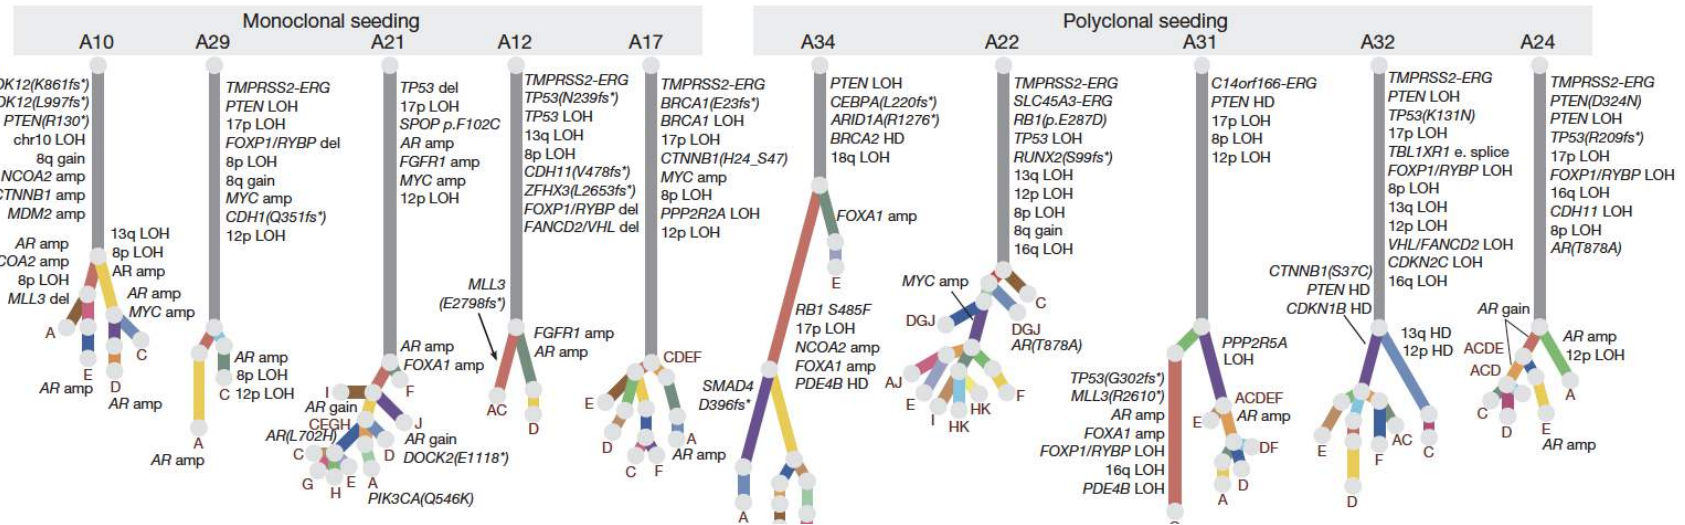 Monoclonal seeding
Polyclonal seeding
A10
A29
A21
A12
A17
A34
A22
A31
A32
A24
DK12(K861fs*)
DK12(L997fs*)
PTEN(R130*)
chr10 LOH
8q gain
NCOA2 amp
CTNNB1 amp
MDM2 amp
AR amp
COA2 amp
8p LOH
MLL3 del
13q LOH
8p LOH
AR amp
AR amp
MYC amp
A
E
D
C
AR amp
AR amp
TMPRSS2-ERG
PTEN LOH
17p LOH
FOXP1/RYBP del
8p LOH
8q gain
MYC amp
CDH1(Q351fs*)
12p LOH
AR amp
8p LOH
12p LOH
C
A
AR amp
TP53 del
17p LOH
SPOP p.F102C
AR amp
FGFR1 amp
MYC amp
12p LOH
AR amp
FOXA1 amp
I
F
AR gain
CEGH
J
AR(L702H)
AR gain
DOCK2(E1118*)
C
G
H
E
A
D
PIK3CA(Q546K)
TMPRSS2-ERG
TP53(N239fs*)
TP53 LOH
13q LOH
8p LOH
CDH11(V478fs*)
ZFHX3(L2653fs*)
FOXP1/RYBP del
FANCD2/VHL del
MLL3
(E2798fs*)
FGFR1 amp
AR amp
AC
D
TMPRSS2-ERG
BRCA1(E23fs*)
BRCA1 LOH
17p LOH
CTNNB1(H24_S47)
MYC amp
8p LOH
PPP2R2A LOH
12p LOH
CDEF
E
D
C
F
A
AR amp
PTEN LOH
CEBPA(L220fs*)
ARID1A(R1276*)
BRCA2 HD
18q LOH
FOXA1 amp
E
RB1 S485F
17p LOH
NCOA2 amp
FOXA1 amp
PDE4B HD
SMAD4
D396fs*
A
TMPRSS2-ERG
SLC45A3-ERG
RB1(p.E287D)
TP53 LOH
RUNX2(S99fs*)
13q LOH
12p LOH
8p LOH
8q gain
16q LOH
MYC amp
C
DGJ
DGJ
AR(T878A)
AJ
E
I
HK
HK
F
C14orf166-ERG
PTEN HD
17p LOH
8p LOH
12p LOH
PPP2R5A
LOH
TP53(G302fs*)
MLL3(R2610*)
AR amp
FOXA1 amp
FOXP1/RYBP LOH
16q LOH
PDE4B LOH
ACDEF
AR amp
E
DF
D
A
TMPRSS2-ERG
PTEN LOH
TP53(K131N)
17p LOH
TBL1XR1 e. splice
FOXP1/RYBP LOH
8p LOH
13q LOH
12p LOH
VHL/FANCD2 LOH
CDKN2C LOH
16q LOH
CTNNB1(S37C)
PTEN HD
CDKN1B HD
13q HD
12p HD
E
D
F
AC
C
TMPRSS2-ERG
PTEN(D324N)
PTEN LOH
TP53(R209fs*)
17p LOH
FOXP1/RYBP LOH
16q LOH
CDH11 LOH
8p LOH
AR(T878A)
AR gain
AR amp
12p LOH
ACDE
ACD
C
D
E
A
AR amp